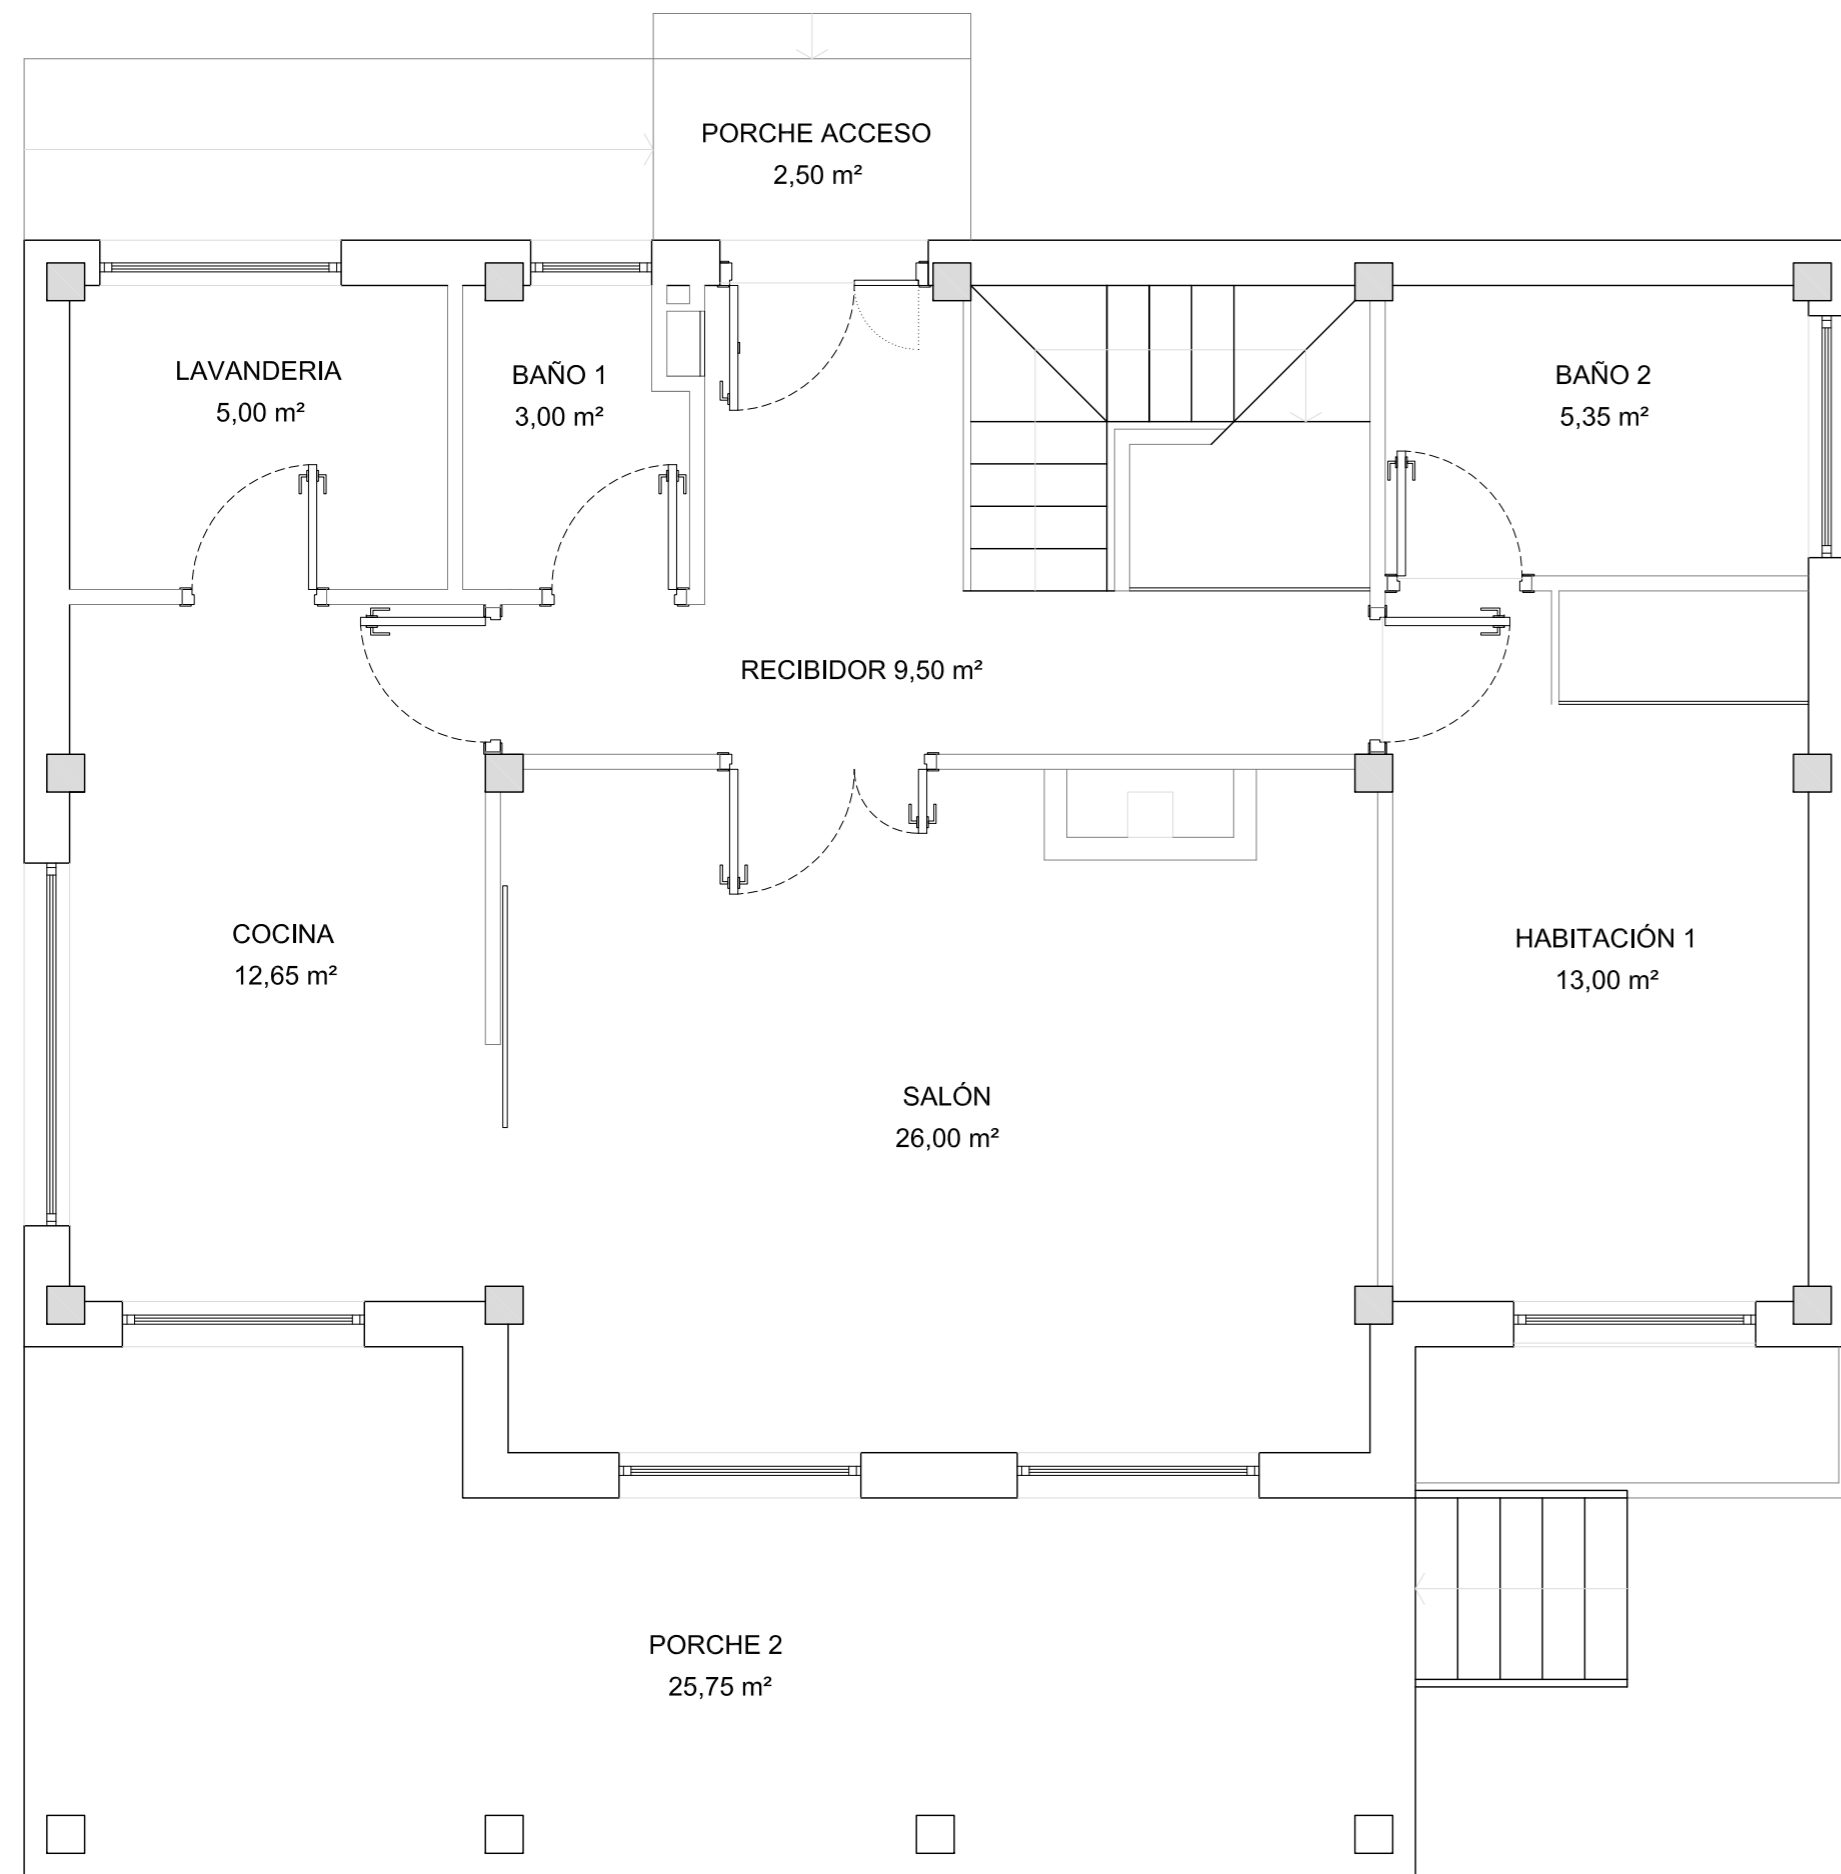 PORCHE ACCESO
2,50 m²
LAVANDERIA
5,00 m²
BAÑO 1
3,00 m²
BAÑO 2
5,35 m²
RECIBIDOR 9,50 m²
COCINA
12,65 m²
HABITACIÓN 1
13,00 m²
SALÓN
26,00 m²
PORCHE 2
25,75 m²